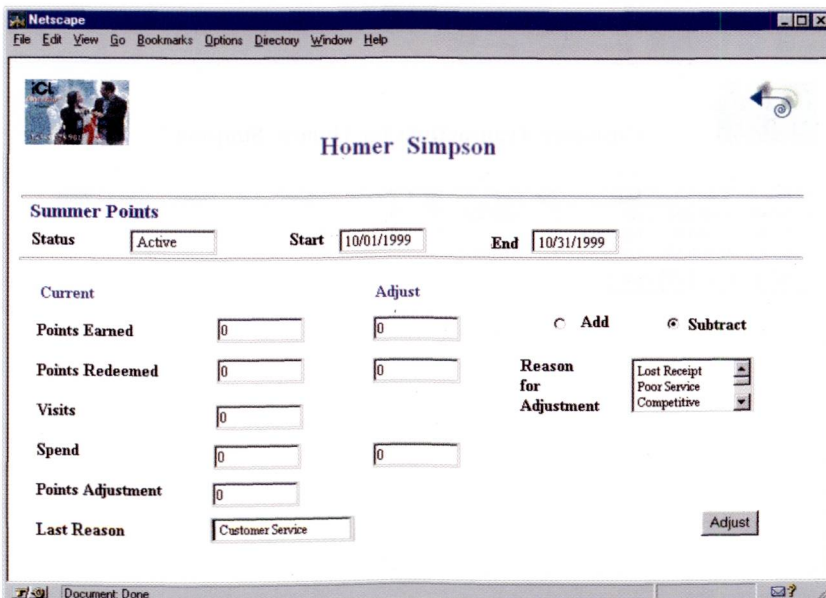 Netscape
File Edit View Go Bookmarks Options Directory Window Help
iCL
Homer Simpson
Summer Points
Status Active Start 10/01/1999 End 10/31/1999
Current Adjust
Points Earned 0 0 Add Subtract
Points Redeemed 0 0 Reason for Adjustment Lost Receipt
Poor Service
Competitive
Visits 0
Spend 0 0
Points Adjustment 0
Last Reason Customer Service Adjust
Document: Done